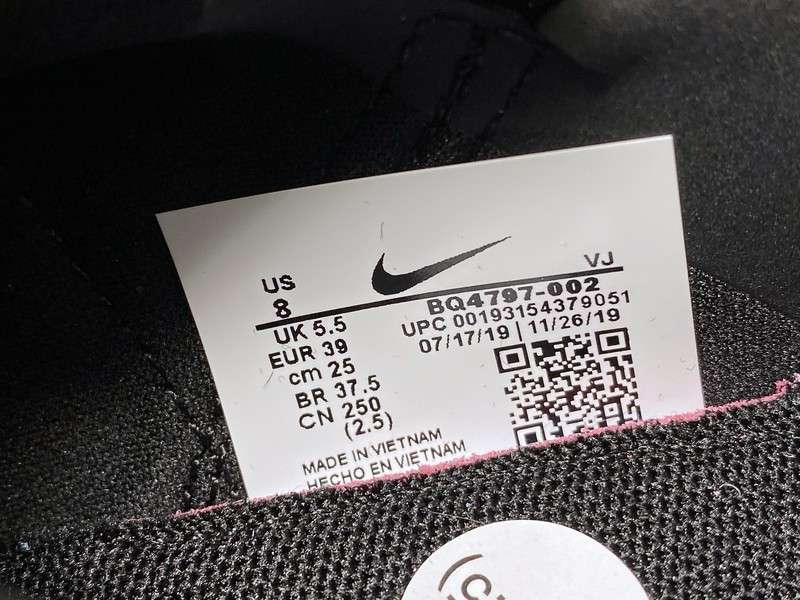 US
8
VJ
BQ4797-002
UPC 00193154379051
07/17/19 | 11/26/19
UK 5.5
EUR 39
cm 25
BR 37.5
CN 250
(2.5)
MADE IN VIETNAM
HECHO EN VIETNAM